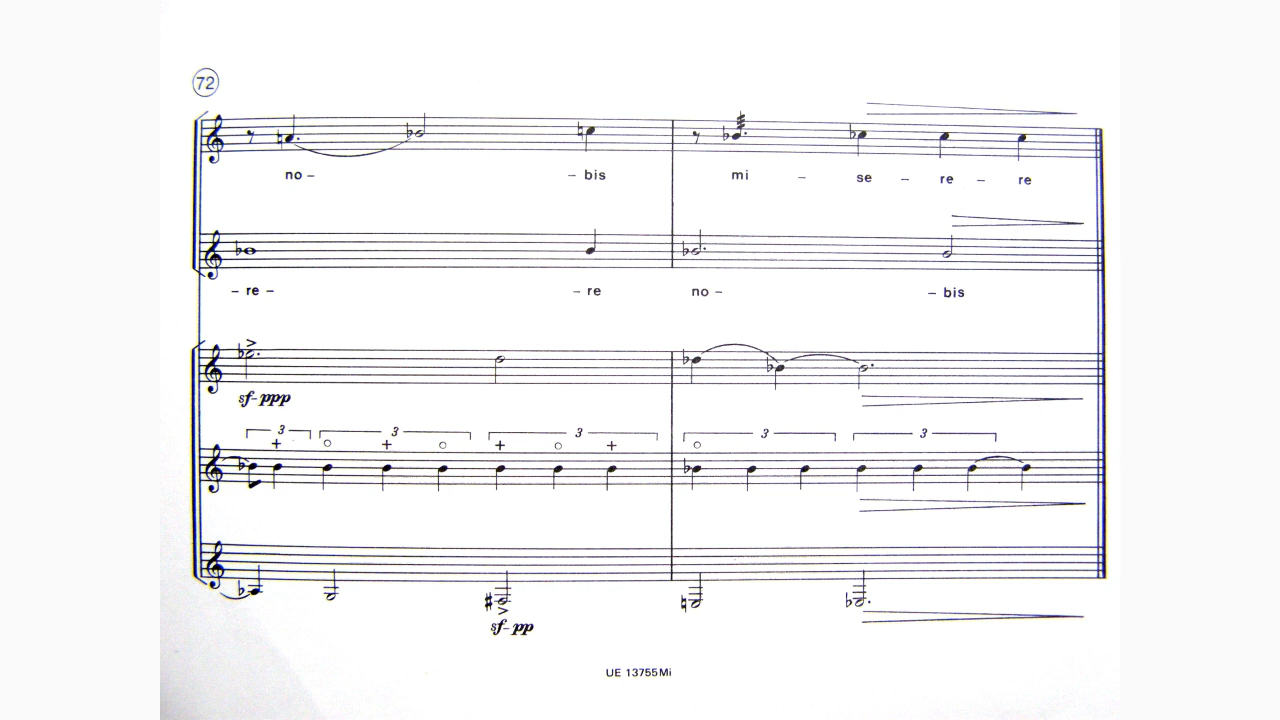 72
no – – bis mi – se – re – re
– re – – re no – – bis
sf-ppp
3 3 3 3 3
+ ○ + ○ + ○ + ○
sf-pp
UE 13755Mi